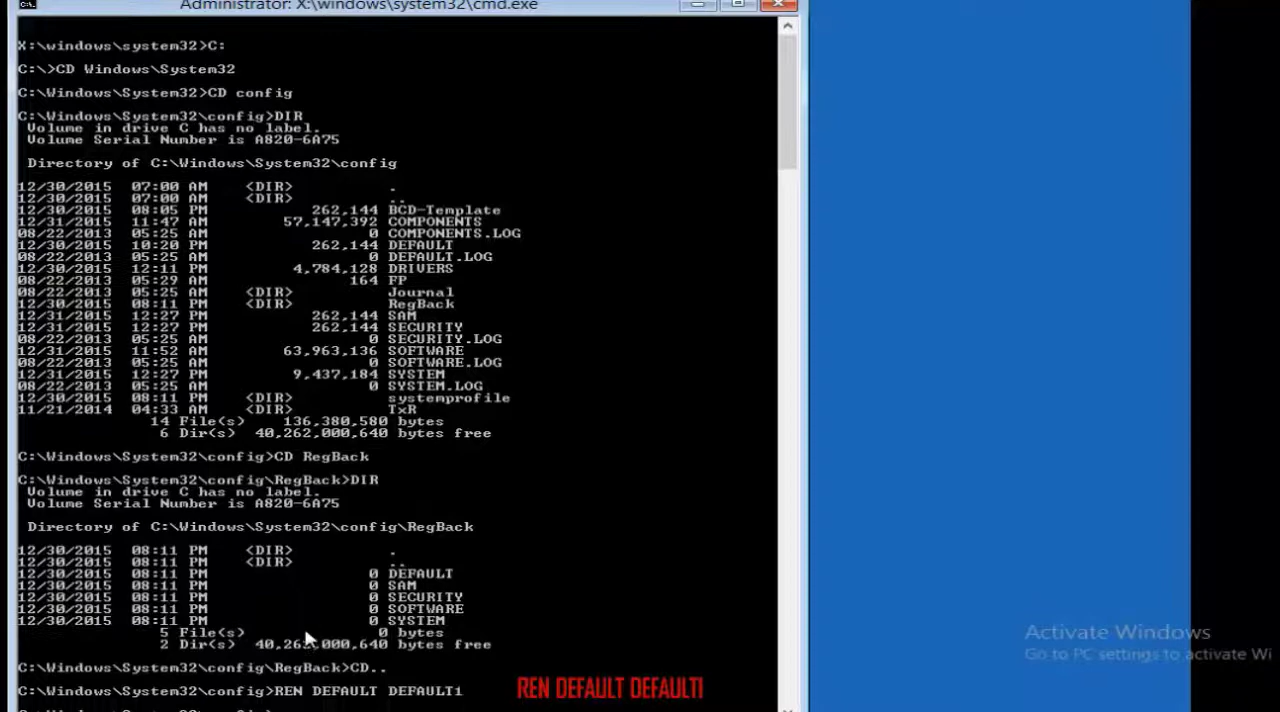 Administrator: X:\windows\system32\cmd.exe
X:\windows\system32>C:
C:\>CD Windows\System32
C:\Windows\System32>CD config
C:\Windows\System32\config>DIR
Volume in drive C has no label.
Volume Serial Number is A820-6A75
Directory of C:\Windows\System32\config
12/30/2015 07:00 AM <DIR> .
12/30/2015 07:00 AM <DIR> ..
12/30/2015 08:05 PM 262,144 BCD-Template
12/31/2015 11:47 AM 57,147,392 COMPONENTS
08/22/2013 05:25 AM 0 COMPONENTS.LOG
12/30/2015 10:20 PM 262,144 DEFAULT
08/22/2013 05:25 AM 0 DEFAULT.LOG
12/30/2015 12:11 PM 4,784,128 DRIVERS
08/22/2013 05:29 AM 164 FP
08/22/2013 05:25 AM <DIR> Journal
12/30/2015 08:11 PM <DIR> RegBack
12/31/2015 12:27 PM 262,144 SAM
12/31/2015 12:27 PM 262,144 SECURITY
08/22/2013 05:25 AM 0 SECURITY.LOG
12/31/2015 11:52 AM 63,963,136 SOFTWARE
08/22/2013 05:25 AM 0 SOFTWARE.LOG
12/31/2015 12:27 PM 9,437,184 SYSTEM
08/22/2013 05:25 AM 0 SYSTEM.LOG
12/30/2015 08:11 PM <DIR> systemprofile
11/21/2014 04:33 AM <DIR> TxR
14 File(s) 136,380,580 bytes
6 Dir(s) 40,262,000,640 bytes free
C:\Windows\System32\config>CD RegBack
C:\Windows\System32\config\RegBack>DIR
Volume in drive C has no label.
Volume Serial Number is A820-6A75
Directory of C:\Windows\System32\config\RegBack
12/30/2015 08:11 PM <DIR> .
12/30/2015 08:11 PM <DIR> ..
12/30/2015 08:11 PM 0 DEFAULT
12/30/2015 08:11 PM 0 SAM
12/30/2015 08:11 PM 0 SECURITY
12/30/2015 08:11 PM 0 SOFTWARE
12/30/2015 08:11 PM 0 SYSTEM
5 File(s) 0 bytes
2 Dir(s) 40,262,000,640 bytes free
C:\Windows\System32\config\RegBack>CD..
C:\Windows\System32\config>REN DEFAULT DEFAULT1
REN DEFAULT DEFAULT1
Activate Windows
Go to PC settings to activate Wi